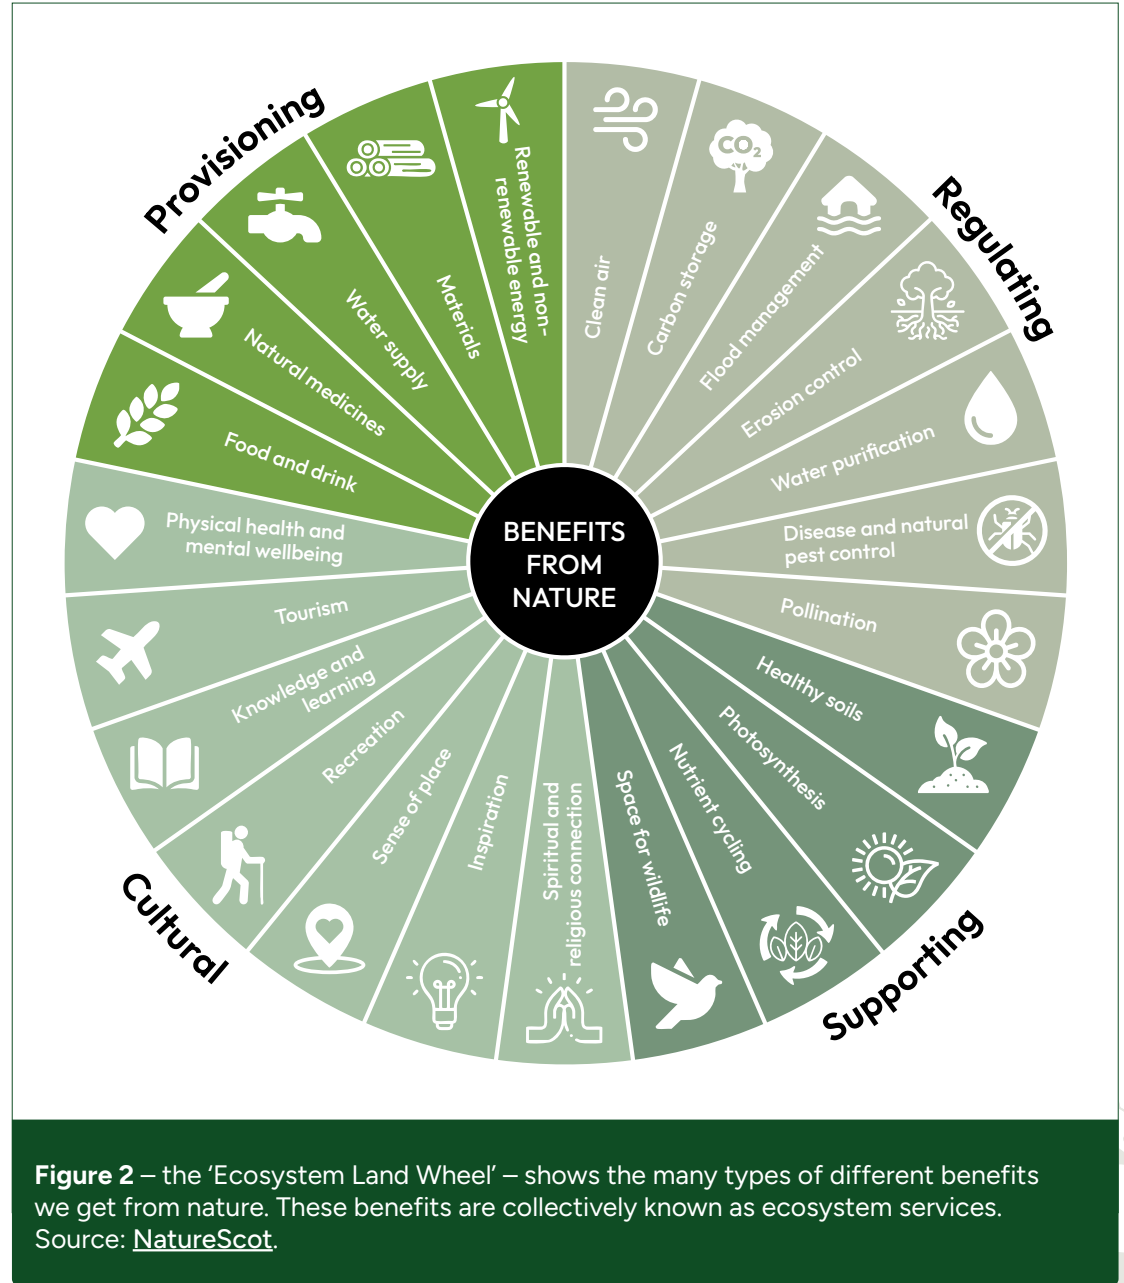 Provisioning
Regulating
Cultural
Supporting
BENEFITS
FROM
NATURE
Clean air
CO₂
Carbon storage
Flood management
Erosion control
Water purification
Disease and natural
pest control
Pollination
Healthy soils
Photosynthesis
Nutrient cycling
Space for wildlife
Spiritual and
religious connection
Inspiration
Sense of place
Recreation
Knowledge and
learning
Tourism
Physical health and
mental wellbeing
Food and drink
Natural medicines
Water supply
Materials
Renewable and non-
renewable energy
Figure 2 – the ‘Ecosystem Land Wheel’ – shows the many types of different benefits
we get from nature. These benefits are collectively known as ecosystem services.
Source: NatureScot.